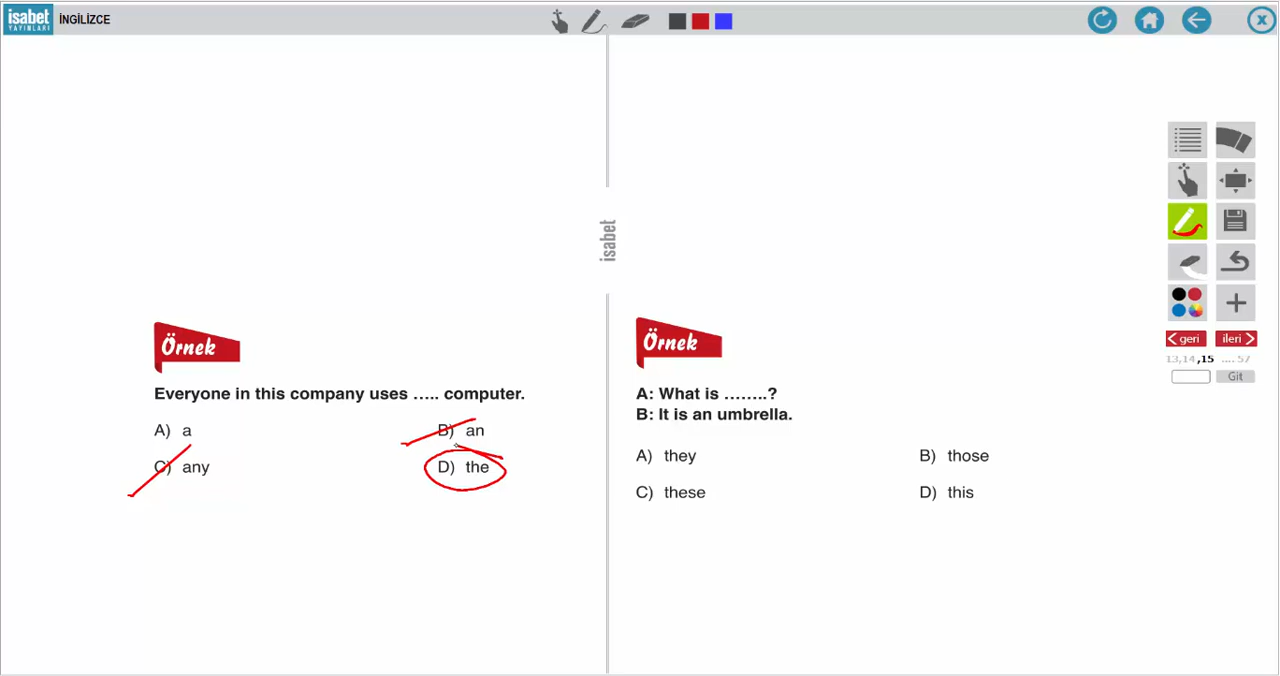 isabet
YAYINLARI
İNGİLİZCE
isabet
Örnek
Everyone in this company uses ….. computer.
A) a
B) an
C) any
D) the
Örnek
A: What is ……..?
B: It is an umbrella.
A) they
B) those
C) these
D) this
geri
ileri
13,14,15 .... 57
Git